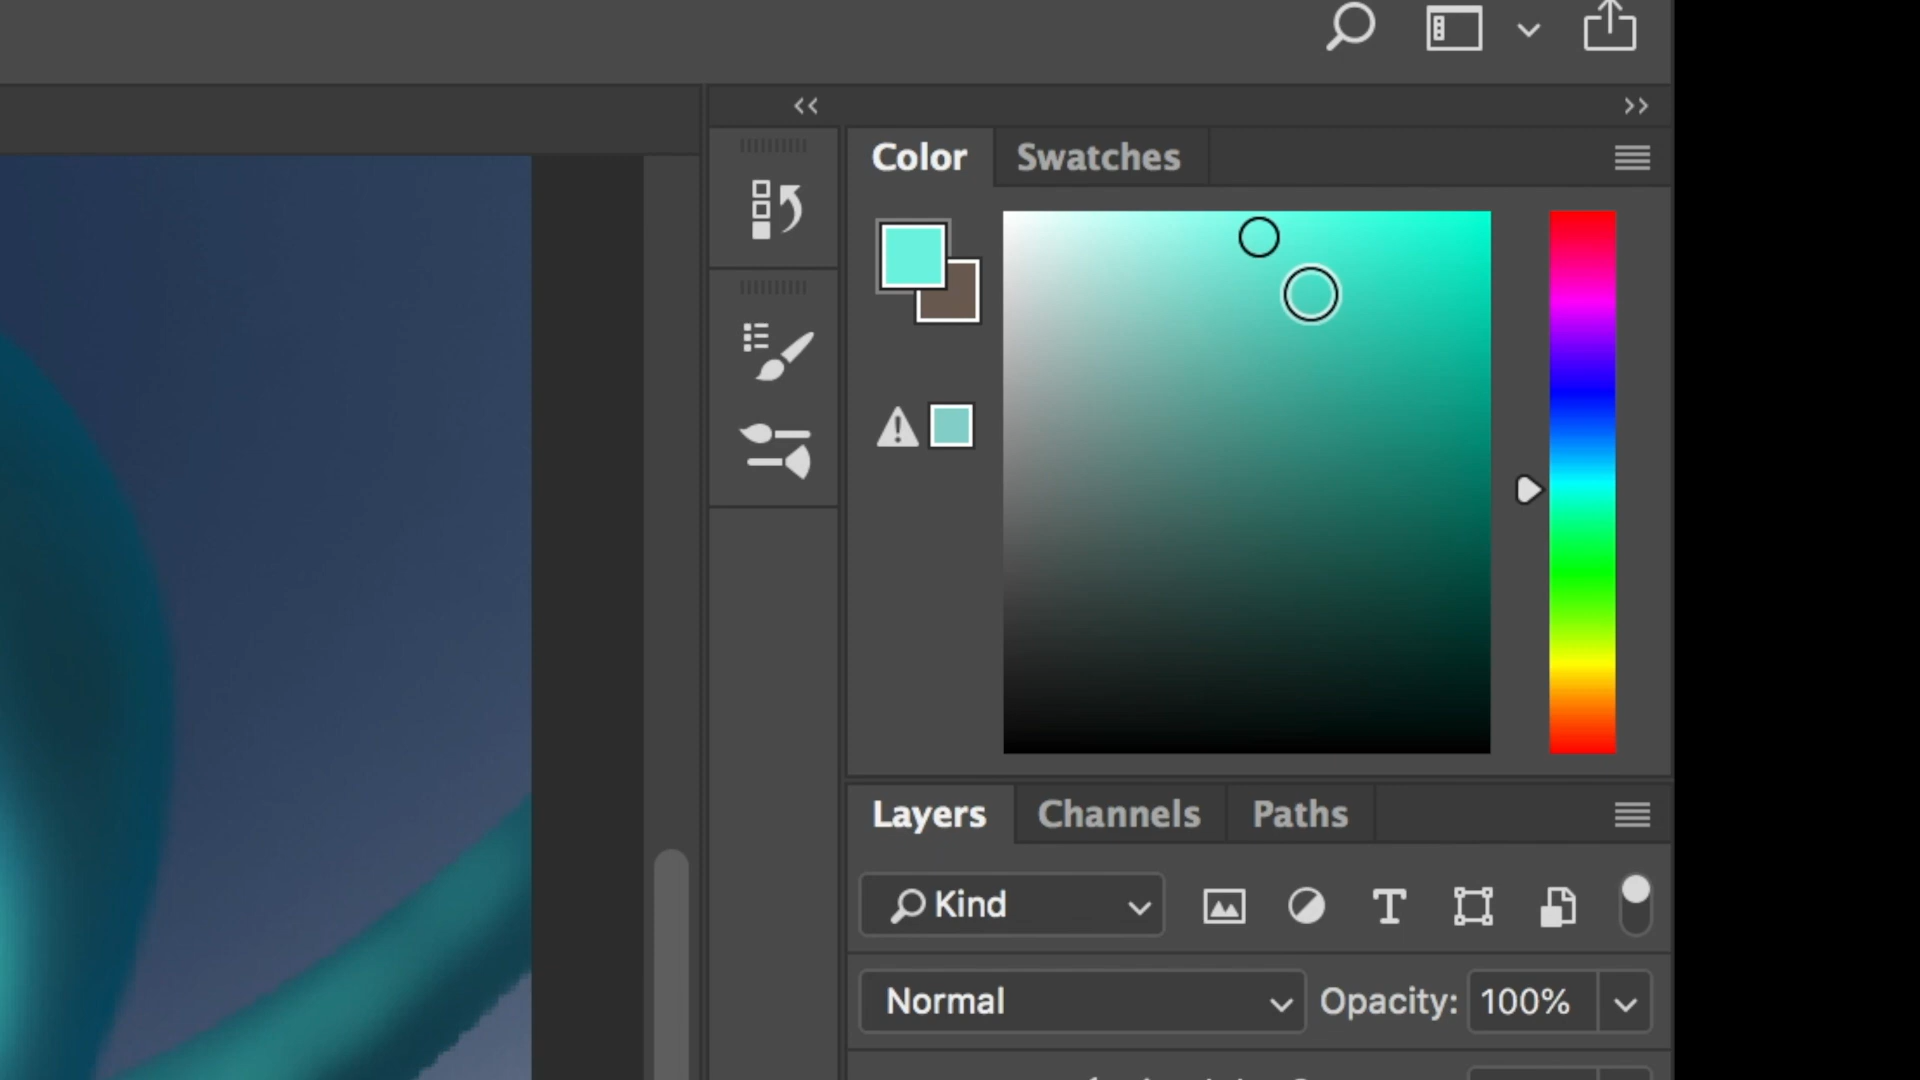 Color Swatches
Layers Channels Paths
Kind
Normal Opacity: 100%